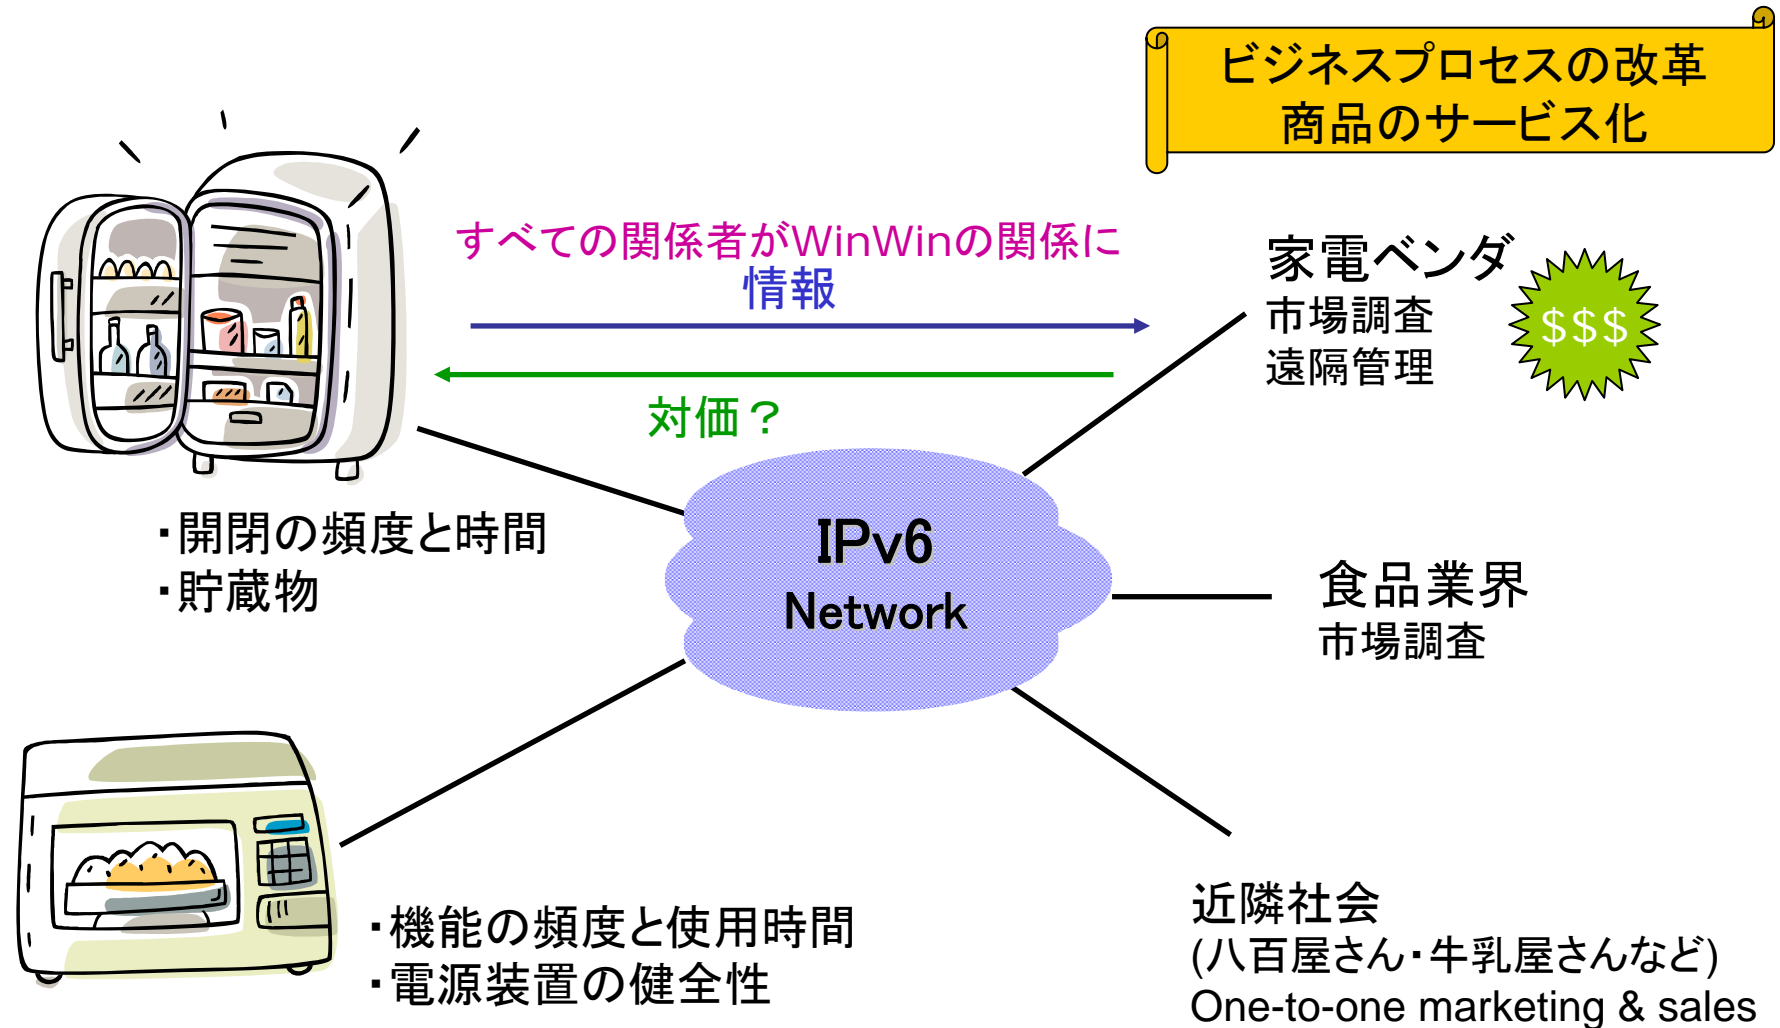 ビジネスプロセスの改革
商品のサービス化
すべての関係者がWinWinの関係に
情報
対価？
家電ベンダ
市場調査
遠隔管理
$$$
・開閉の頻度と時間
・貯蔵物
IPv6
Network
食品業界
市場調査
・機能の頻度と使用時間
・電源装置の健全性
近隣社会
(八百屋さん・牛乳屋さんなど)
One-to-one marketing & sales